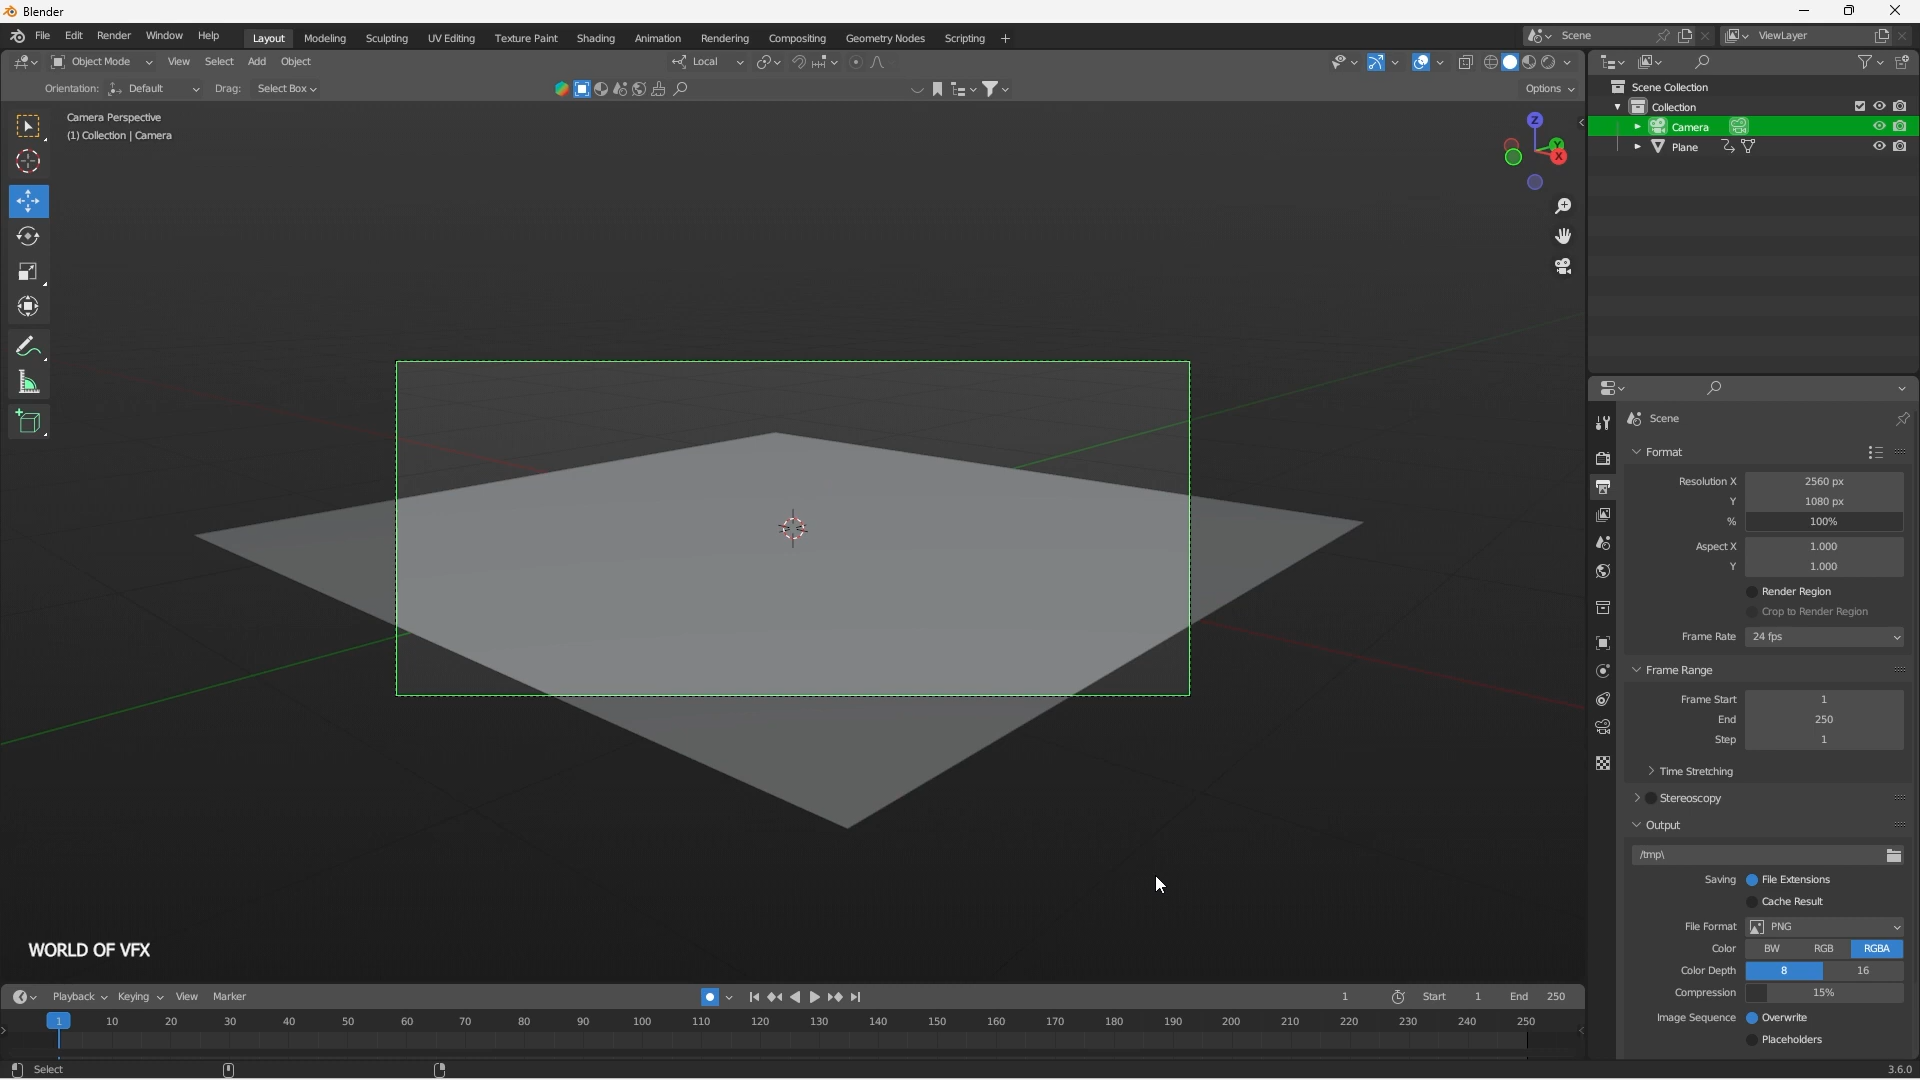 Blender
File Edit Render Window Help Layout Modeling Sculpting UV Editing Texture Paint Shading Animation Rendering Compositing Geometry Nodes Scripting + Scene ViewLayer
Object Mode View Select Add Object Local
Orientation: Default Drag: Select Box Options
Camera Perspective
(1) Collection | Camera
Z
Y
X
WORLD OF VFX
Scene Collection
Collection
Camera
Plane
Scene
Format
Resolution X 2560 px
Y 1080 px
% 100%
Aspect X 1.000
Y 1.000
Render Region
Crop to Render Region
Frame Rate 24 fps
Frame Range
Frame Start 1
End 250
Step 1
Time Stretching
Stereoscopy
Output
/tmp\
Saving File Extensions
Cache Result
File Format PNG
Color BW RGB RGBA
Color Depth 8 16
Compression 15%
Image Sequence Overwrite
Placeholders
Playback Keying View Marker 1 Start 1 End 250
1 10 20 30 40 50 60 70 80 90 100 110 120 130 140 150 160 170 180 190 200 210 220 230 240 250
Select 3.6.0